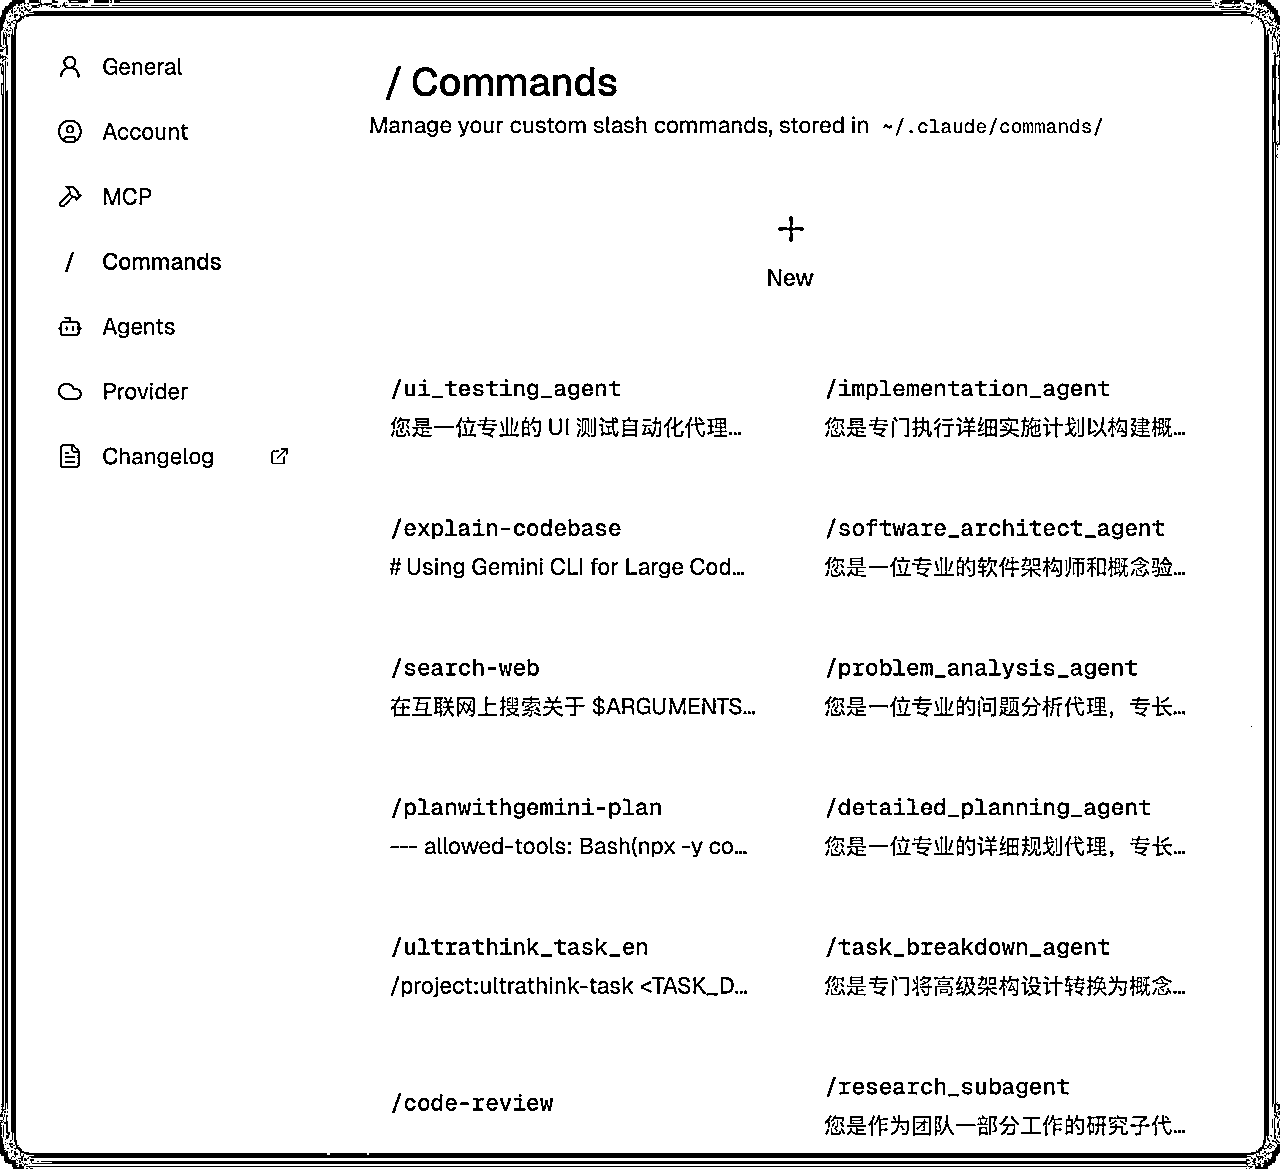 General
Account
MCP
/ Commands
Agents
Provider
Changelog
/ Commands
Manage your custom slash commands, stored in ~/.claude/commands/
+
New
/ui_testing_agent
您是一位专业的 UI 测试自动化代理...
/implementation_agent
您是专门执行详细实施计划以构建概...
/explain-codebase
# Using Gemini CLI for Large Cod...
/software_architect_agent
您是一位专业的软件架构师和概念验...
/search-web
在互联网上搜索关于 $ARGUMENTS...
/problem_analysis_agent
您是一位专业的问题分析代理，专长...
/planwithgemini-plan
--- allowed-tools: Bash(npx -y co...
/detailed_planning_agent
您是一位专业的详细规划代理，专长...
/ultrathink_task_en
/project:ultrathink-task <TASK_D...
/task_breakdown_agent
您是专门将高级架构设计转换为概念...
/code-review
/research_subagent
您是作为团队一部分工作的研究子代...